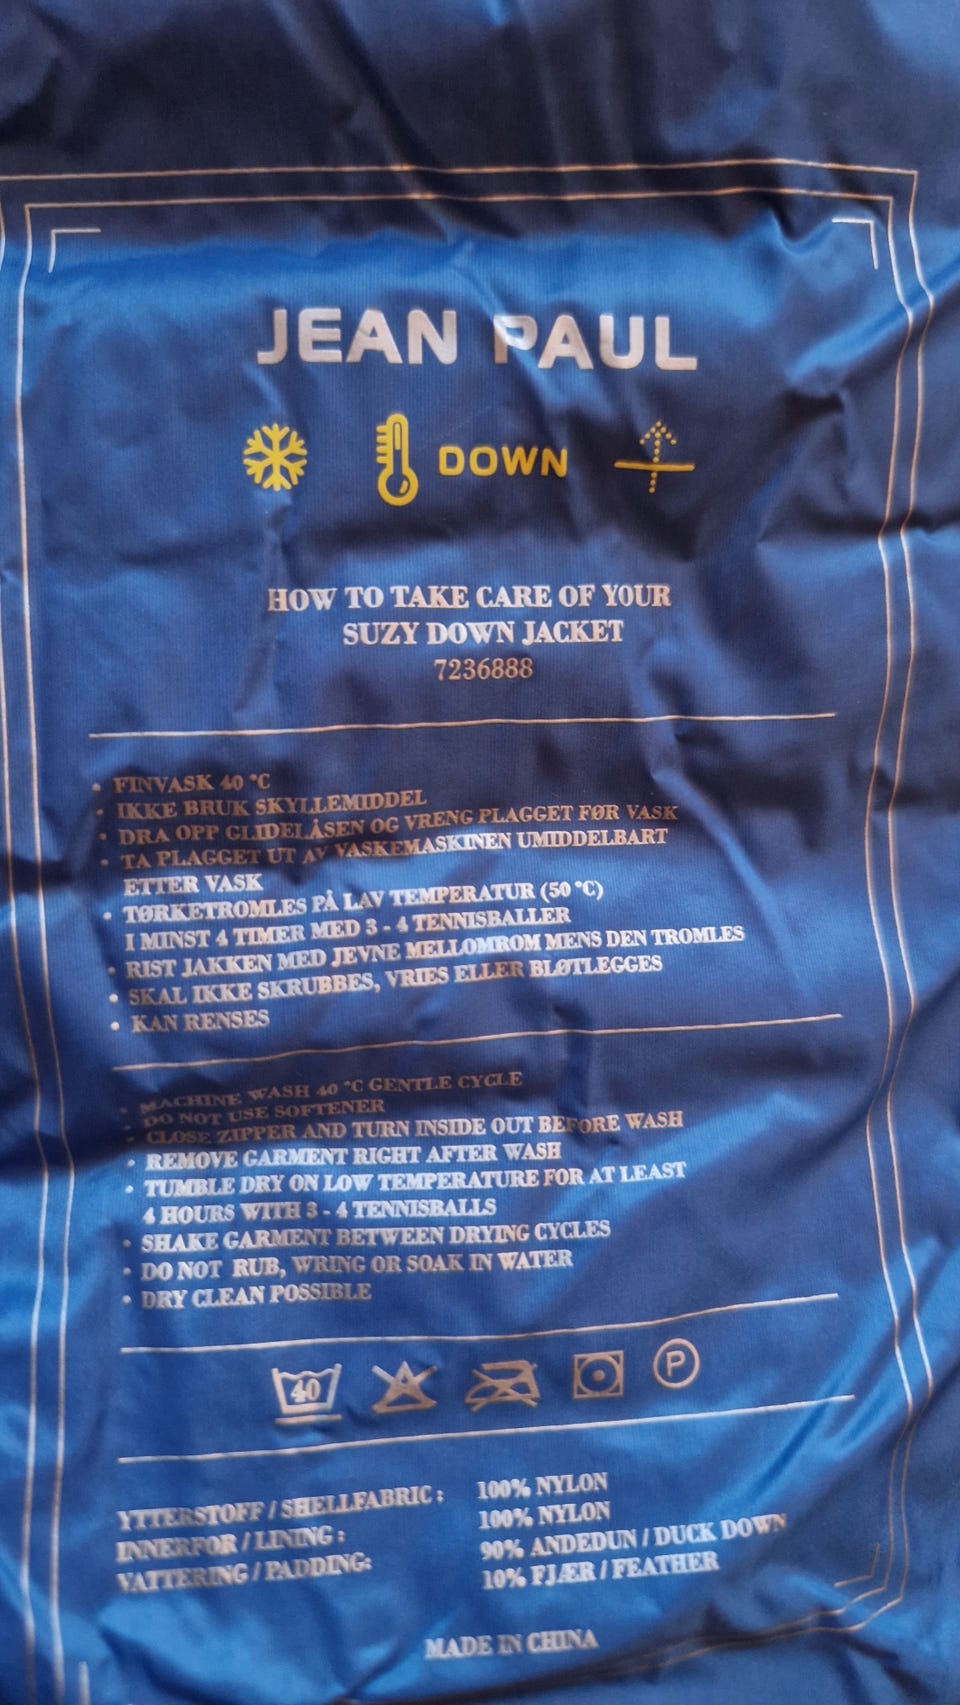 JEAN PAUL
DOWN
HOW TO TAKE CARE OF YOUR
SUZY DOWN JACKET
7236888
• FINVASK 40 °C
• IKKE BRUK SKYLLEMIDDEL
• DRA OPP GLIDELÅSEN OG VRENG PLAGGET FØR VASK
• TA PLAGGET UT AV VASKEMASKINEN UMIDDELBART
ETTER VASK
• TØRKETROMLES PÅ LAV TEMPERATUR (50 °C)
I MINST 4 TIMER MED 3 - 4 TENNISBALLER
• RIST JAKKEN MED JEVNE MELLOMROM MENS DEN TROMLES
• SKAL IKKE SKRUBBES, VRIES ELLER BLØTLEGGES
• KAN RENSES
• MACHINE WASH 40 °C GENTLE CYCLE
• DO NOT USE SOFTENER
• CLOSE ZIPPER AND TURN INSIDE OUT BEFORE WASH
• REMOVE GARMENT RIGHT AFTER WASH
• TUMBLE DRY ON LOW TEMPERATURE FOR AT LEAST
4 HOURS WITH 3 - 4 TENNISBALLS
• SHAKE GARMENT BETWEEN DRYING CYCLES
• DO NOT RUB, WRING OR SOAK IN WATER
• DRY CLEAN POSSIBLE
40 P
YTTERSTOFF / SHELLFABRIC : 100% NYLON
INNERFOR / LINING : 100% NYLON
VATTERING / PADDING: 90% ANDEDUN / DUCK DOWN
10% FJÆR / FEATHER
MADE IN CHINA